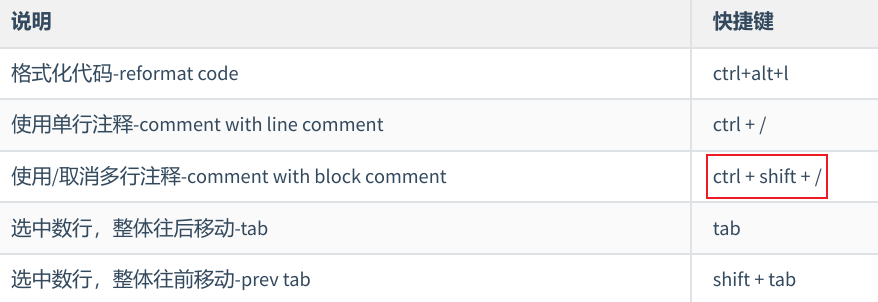 说明 快捷键
格式化代码-reformat code ctrl+alt+l
使用单行注释-comment with line comment ctrl + /
使用/取消多行注释-comment with block comment ctrl + shift + /
选中数行，整体往后移动-tab tab
选中数行，整体往前移动-prev tab shift + tab